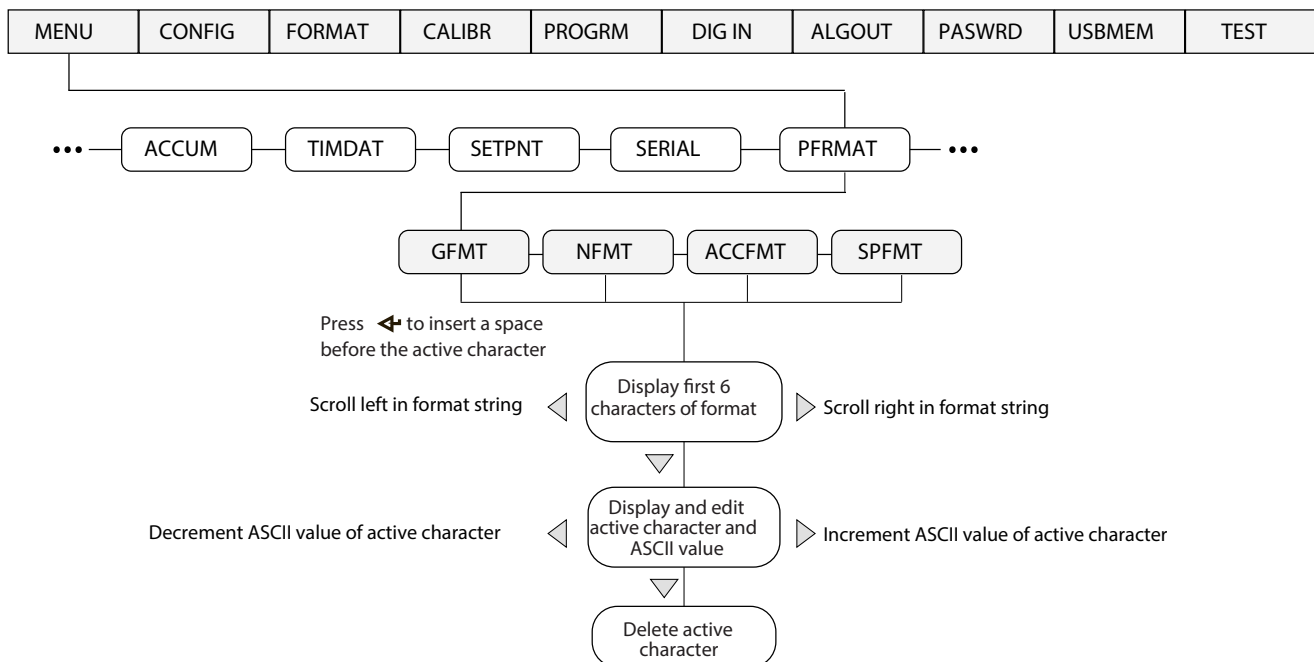 MENU CONFIG FORMAT CALIBR PROGRM DIG IN ALGOUT PASWRD USBMEM TEST
••• ACCUM TIMDAT SETPNT SERIAL PFRMAT •••
GFMT NFMT ACCFMT SPFMT
Press to insert a space
before the active character
Display first 6
characters of format
Scroll left in format string
Scroll right in format string
Display and edit
active character and
ASCII value
Decrement ASCII value of active character
Increment ASCII value of active character
Delete active
character